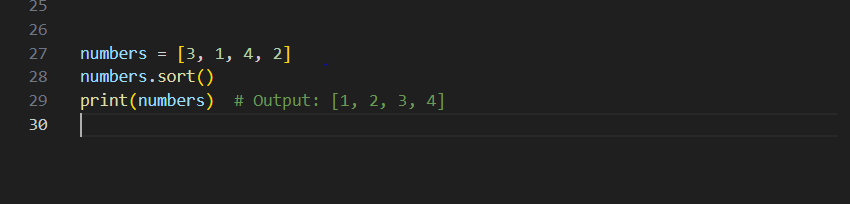 25
26
27 numbers = [3, 1, 4, 2]
28 numbers.sort()
29 print(numbers)  # Output: [1, 2, 3, 4]
30